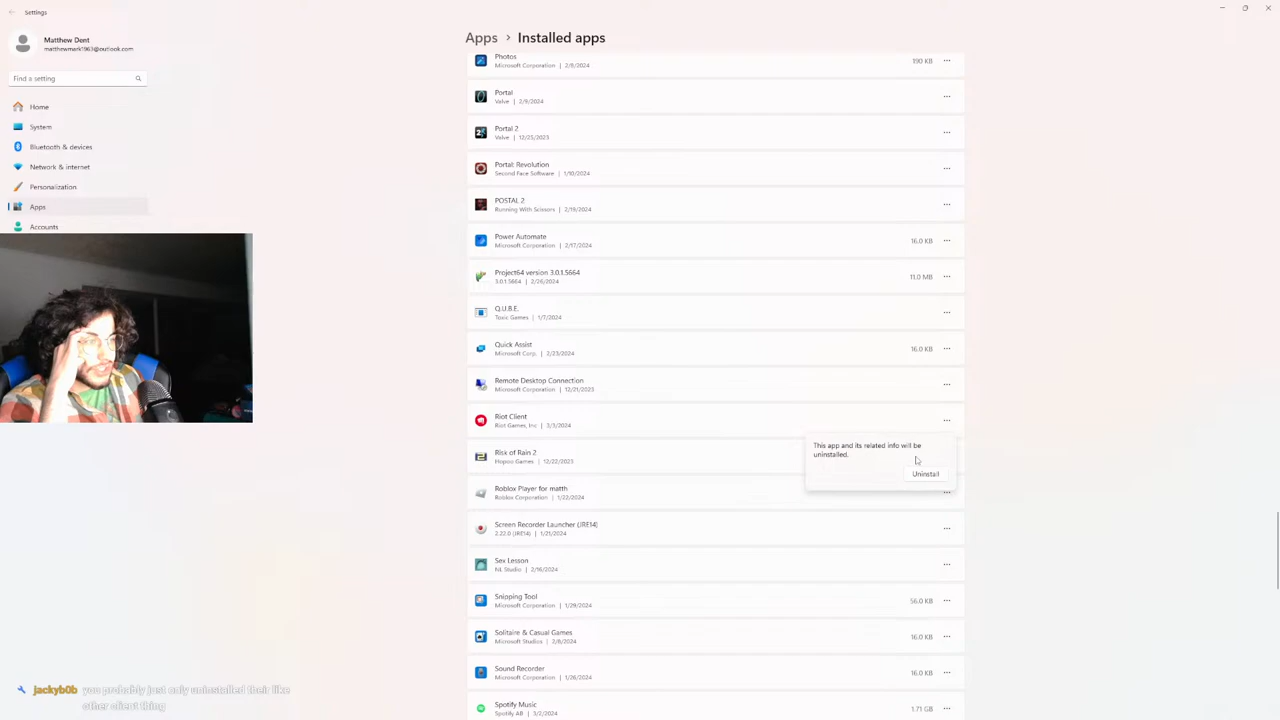 Settings
Matthew Dent
matthewmark1963@outlook.com
Find a setting
Home
System
Bluetooth & devices
Network & internet
Personalization
Apps
Accounts
Apps > Installed apps
Photos
Microsoft Corporation | 2/8/2024
190 KB
Portal
Valve | 2/9/2024
Portal 2
Valve | 12/25/2023
Portal: Revolution
Second Face Software | 1/10/2024
POSTAL 2
Running With Scissors | 2/19/2024
Power Automate
Microsoft Corporation | 2/17/2024
16.0 KB
Project64 version 3.0.1.5664
3.0.1.5664 | 2/26/2024
11.0 MB
Q.U.B.E.
Toxic Games | 1/7/2024
Quick Assist
Microsoft Corp. | 2/23/2024
16.0 KB
Remote Desktop Connection
Microsoft Corporation | 12/21/2023
Riot Client
Riot Games, Inc | 3/3/2024
This app and its related info will be
uninstalled.
Uninstall
Risk of Rain 2
Hopoo Games | 12/22/2023
Roblox Player for matth
Roblox Corporation | 1/22/2024
Screen Recorder Launcher (JRE14)
2.22.0 (JRE14) | 1/21/2024
Sex Lesson
NL Studio | 2/16/2024
Snipping Tool
Microsoft Corporation | 1/29/2024
56.0 KB
Solitaire & Casual Games
Microsoft Studios | 2/8/2024
16.0 KB
Sound Recorder
Microsoft Corporation | 1/26/2024
16.0 KB
Spotify Music
Spotify AB | 3/2/2024
1.71 GB
jackyb0b you probably just only uninstalled their like
other client thing